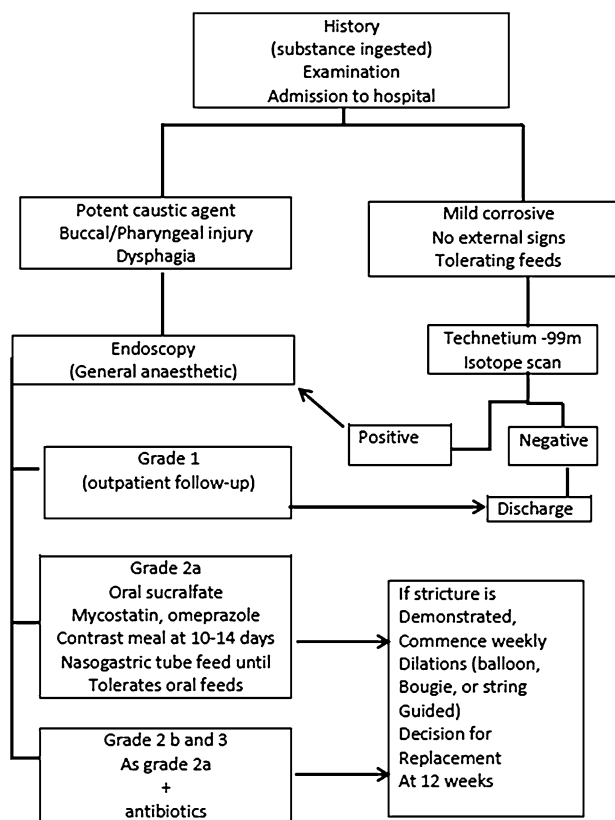 History
(substance ingested)
Examination
Admission to hospital
Potent caustic agent
Buccal/Pharyngeal injury
Dysphagia
Mild corrosive
No external signs
Tolerating feeds
Endoscopy
(General anaesthetic)
Technetium -99m
Isotope scan
Positive
Negative
Grade 1
(outpatient follow-up)
Discharge
Grade 2a
Oral sucralfate
Mycostatin, omeprazole
Contrast meal at 10-14 days
Nasogastric tube feed until
Tolerates oral feeds
If stricture is
Demonstrated,
Commence weekly
Dilations (balloon,
Bougie, or string
Guided)
Decision for
Replacement
At 12 weeks
Grade 2 b and 3
As grade 2a
+
antibiotics